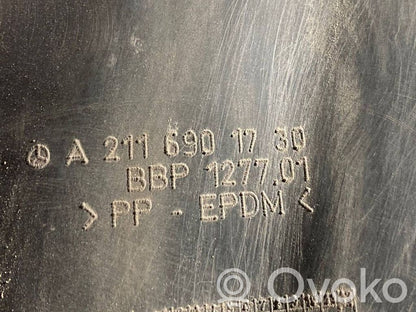 A 211 690 17 30
BBP 1277.01
> PP - EPDM <
Ovoko